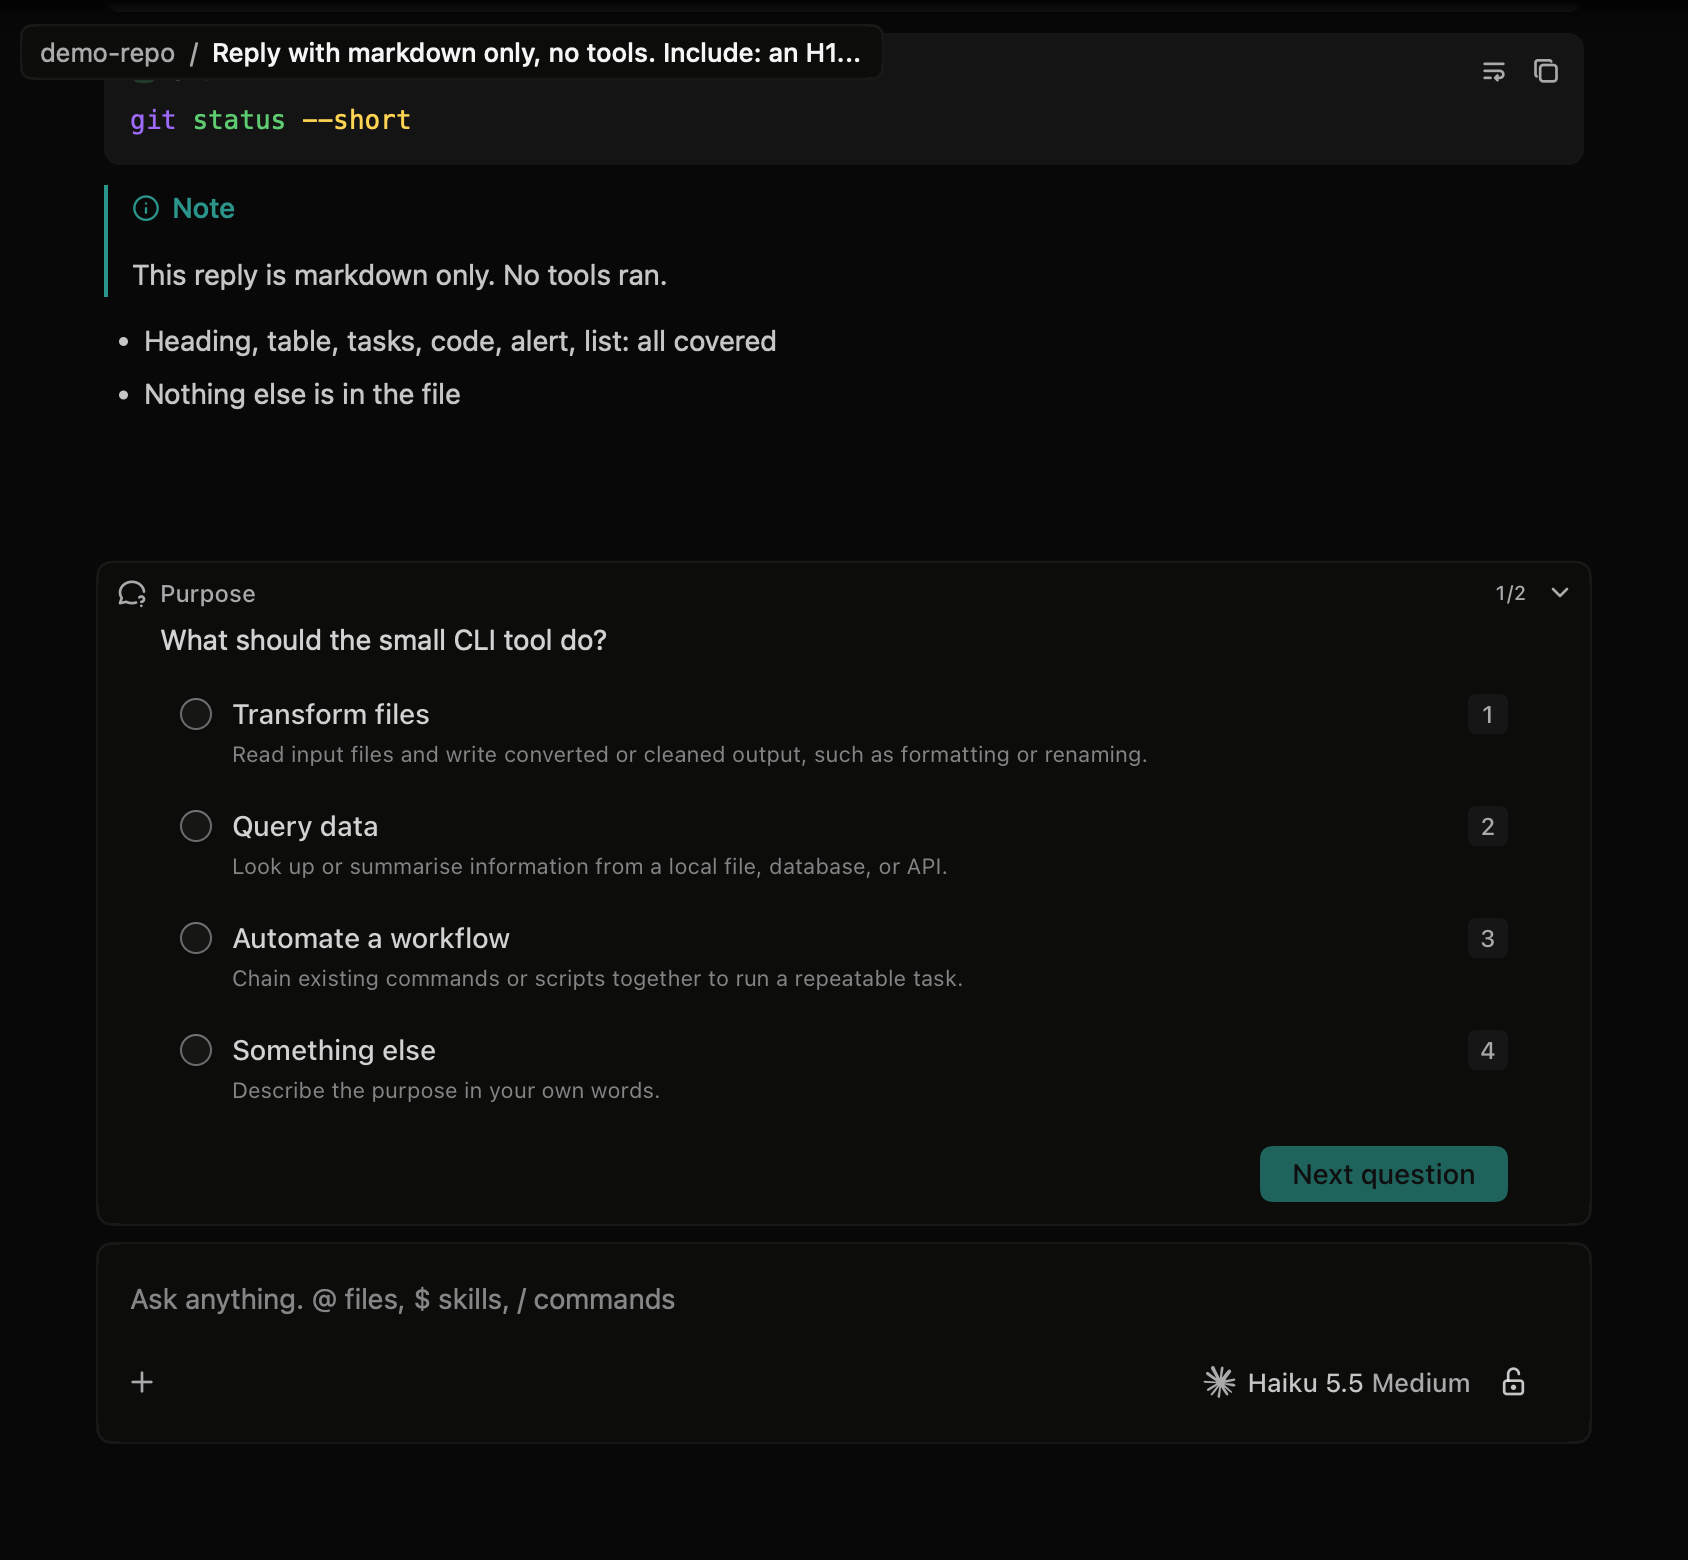 demo-repo / Reply with markdown only, no tools. Include: an H1...
git status --short
Note
This reply is markdown only. No tools ran.
• Heading, table, tasks, code, alert, list: all covered
• Nothing else is in the file
Purpose
1/2
What should the small CLI tool do?
Transform files
1
Read input files and write converted or cleaned output, such as formatting or renaming.
Query data
2
Look up or summarise information from a local file, database, or API.
Automate a workflow
3
Chain existing commands or scripts together to run a repeatable task.
Something else
4
Describe the purpose in your own words.
Next question
Ask anything. @ files, $ skills, / commands
Haiku 5.5 Medium